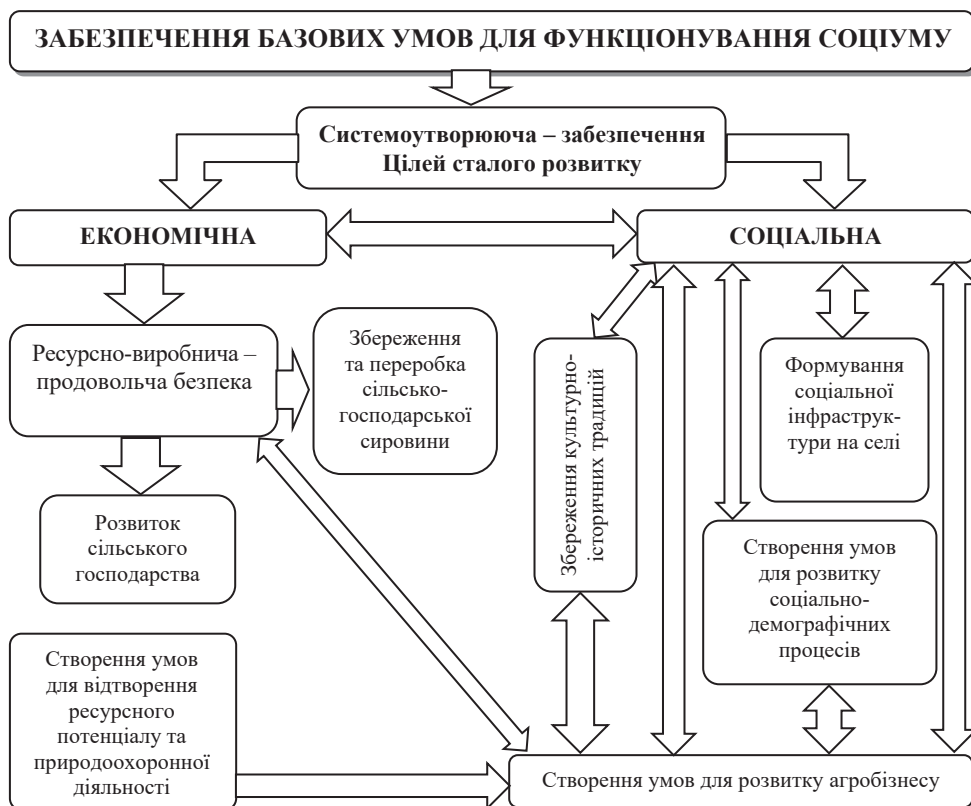 ЗАБЕЗПЕЧЕННЯ БАЗОВИХ УМОВ ДЛЯ ФУНКЦІОНУВАННЯ СОЦІУМУ
Системоутворююча – забезпечення
Цілей сталого розвитку
ЕКОНОМІЧНА
СОЦІАЛЬНА
Ресурсно-виробнича –
продовольча безпека
Збереження
та переробка
сільсько-
господарської
сировини
Збереження культурно-
історичних традицій
Формування
соціальної
інфраструк-
тури на селі
Розвиток
сільського
господарства
Створення умов
для розвитку
соціально-
демографічних
процесів
Створення умов
для відтворення
ресурсного
потенціалу та
природоохоронної
діяльності
Створення умов для розвитку агробізнесу